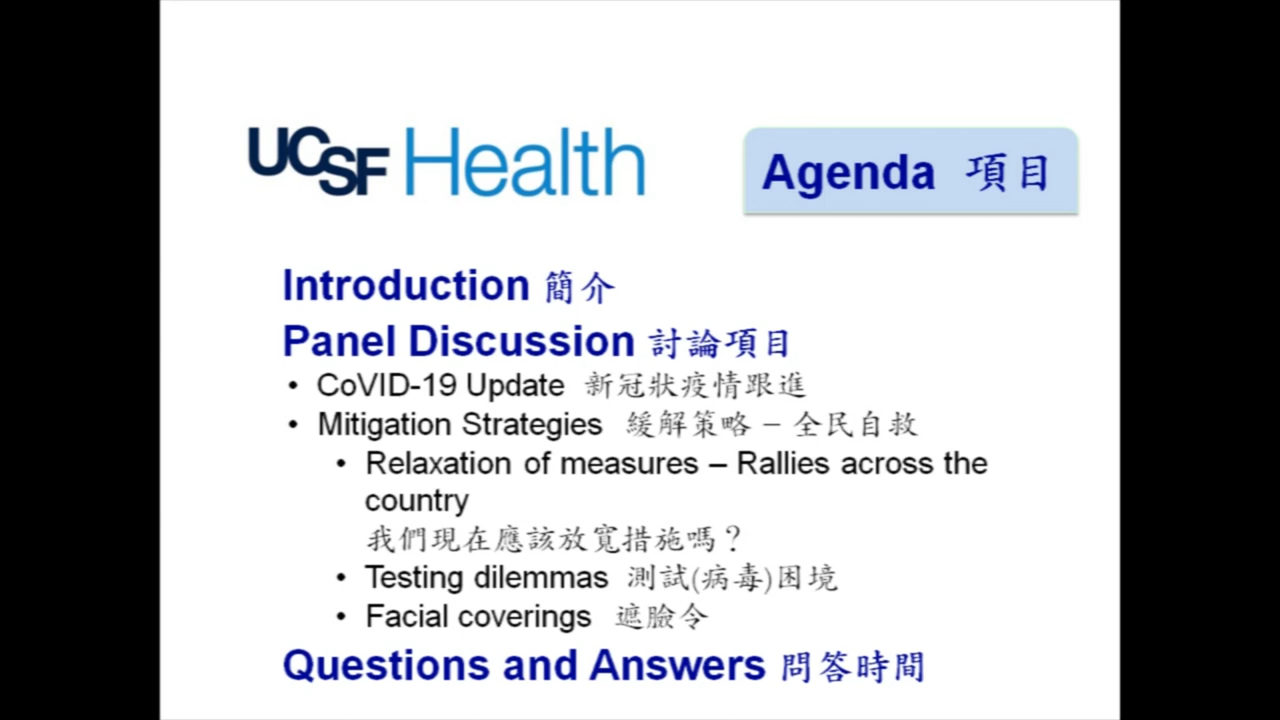 UCSF Health
Agenda 項目
Introduction 簡介
Panel Discussion 討論項目
• CoVID-19 Update 新冠狀疫情跟進
• Mitigation Strategies 緩解策略 – 全民自救
• Relaxation of measures – Rallies across the
country
我們現在應該放寬措施嗎？
• Testing dilemmas 測試(病毒)困境
• Facial coverings 遮臉令
Questions and Answers 問答時間